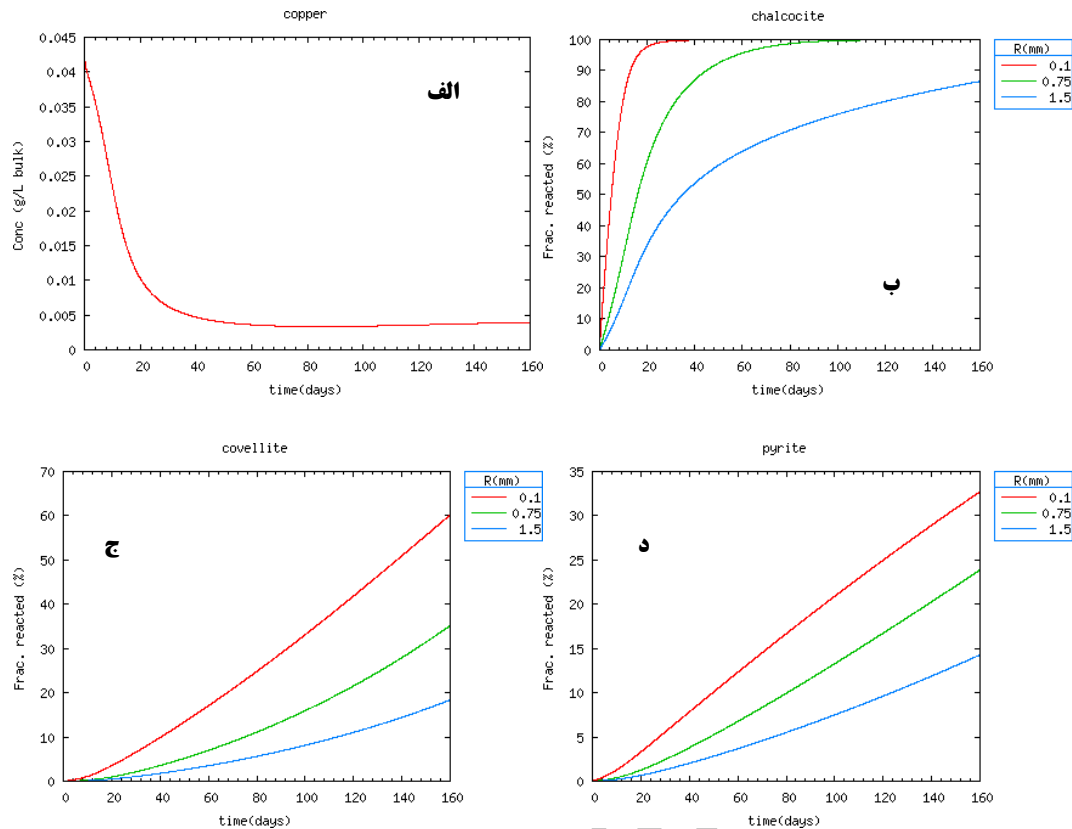 copper
0.045
0.04
0.035
0.03
0.025
0.02
0.015
0.01
0.005
0
Conc (g/L bulk)
0 20 40 60 80 100 120 140 160
time(days)
الف
chalcocite
100
90
80
70
60
50
40
30
20
10
0
Frac. reacted (%)
0 20 40 60 80 100 120 140 160
time(days)
R(mm)
0.1
0.75
1.5
ب
covellite
70
60
50
40
30
20
10
0
Frac. reacted (%)
0 20 40 60 80 100 120 140 160
time(days)
R(mm)
0.1
0.75
1.5
ج
pyrite
35
30
25
20
15
10
5
0
Frac. reacted (%)
0 20 40 60 80 100 120 140 160
time(days)
R(mm)
0.1
0.75
1.5
د